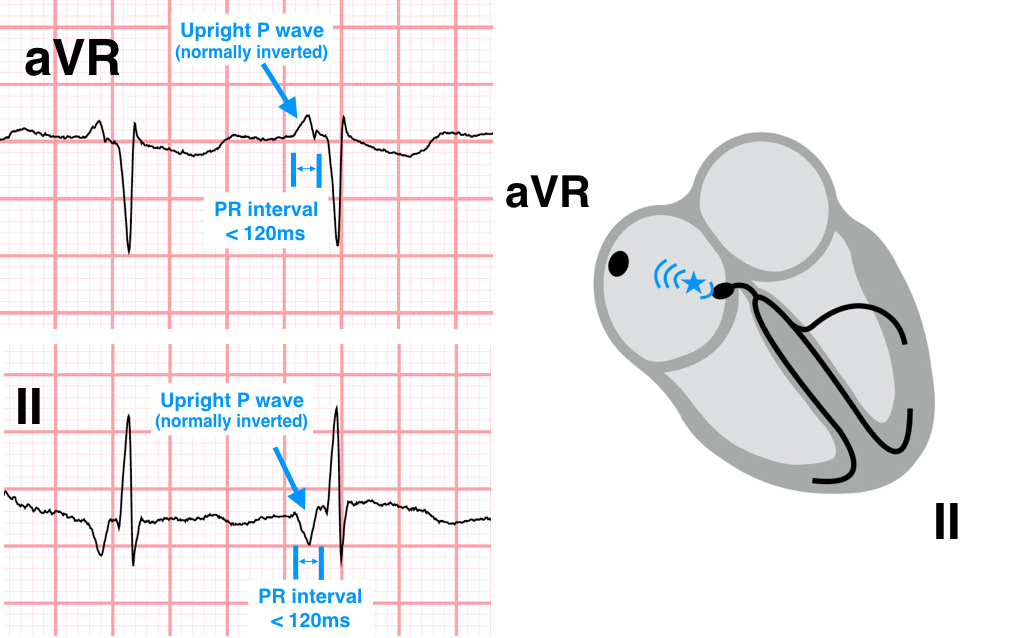 aVR
Upright P wave
(normally inverted)
PR interval
< 120ms
II
Upright P wave
(normally inverted)
PR interval
< 120ms
aVR
II